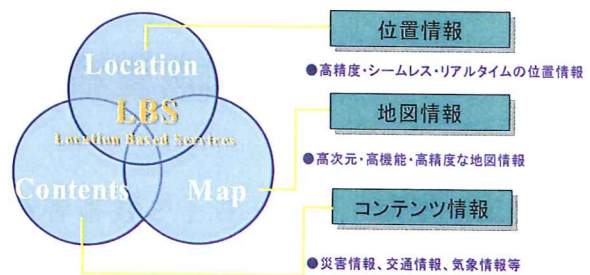 Location
LBS
Location Based Services
Contents
Map
位置情報
●高精度・シームレス・リアルタイムの位置情報
地図情報
●高次元・高機能・高精度な地図情報
コンテンツ情報
●災害情報、交通情報、気象情報等